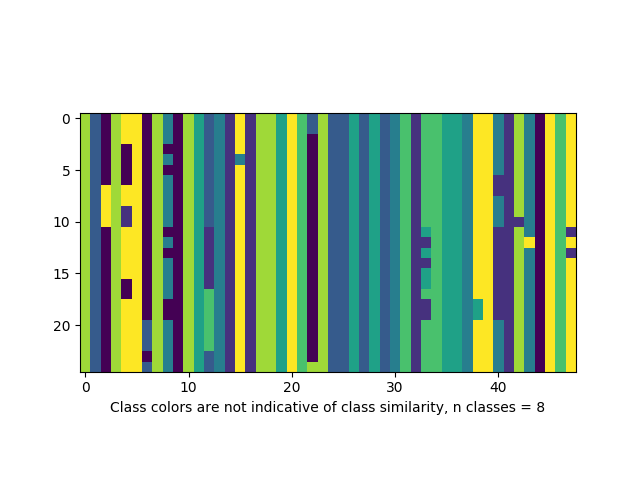 0
5
10
15
20
0 10 20 30 40
Class colors are not indicative of class similarity, n classes = 8